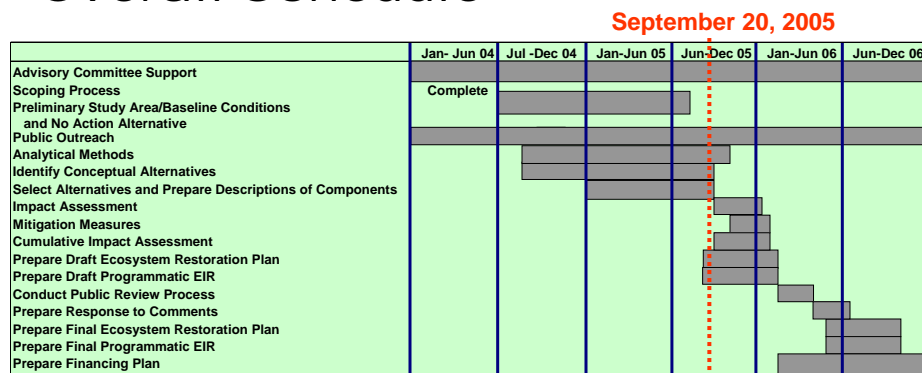 Overall Schedule
September 20, 2005
Jan- Jun 04 Jul -Dec 04 Jan-Jun 05 Jun-Dec 05 Jan-Jun 06 Jun-Dec 06
Advisory Committee Support
Scoping Process Complete
Preliminary Study Area/Baseline Conditions
and No Action Alternative
Public Outreach
Analytical Methods
Identify Conceptual Alternatives
Select Alternatives and Prepare Descriptions of Components
Impact Assessment
Mitigation Measures
Cumulative Impact Assessment
Prepare Draft Ecosystem Restoration Plan
Prepare Draft Programmatic EIR
Conduct Public Review Process
Prepare Response to Comments
Prepare Final Ecosystem Restoration Plan
Prepare Final Programmatic EIR
Prepare Financing Plan